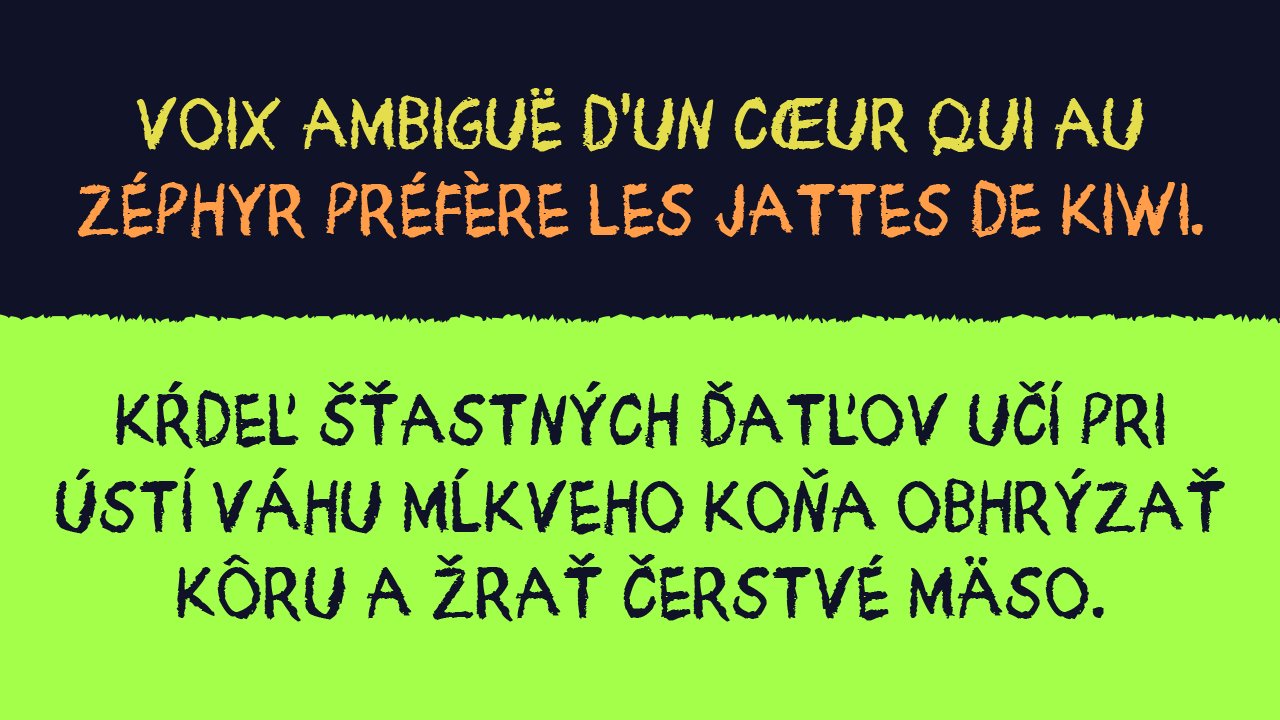 VOIX AMBIGUË D'UN CŒUR QUI AU
ZÉPHYR PRÉFÈRE LES JATTES DE KIWI.
KŔDEĽ ŠŤASTNÝCH ĎATĽOV UČÍ PRI
ÚSTÍ VÁHU MĹKVEHO KOŇA OBHRÝZAŤ
KÔRU A ŽRAŤ ČERSTVÉ MÄSO.